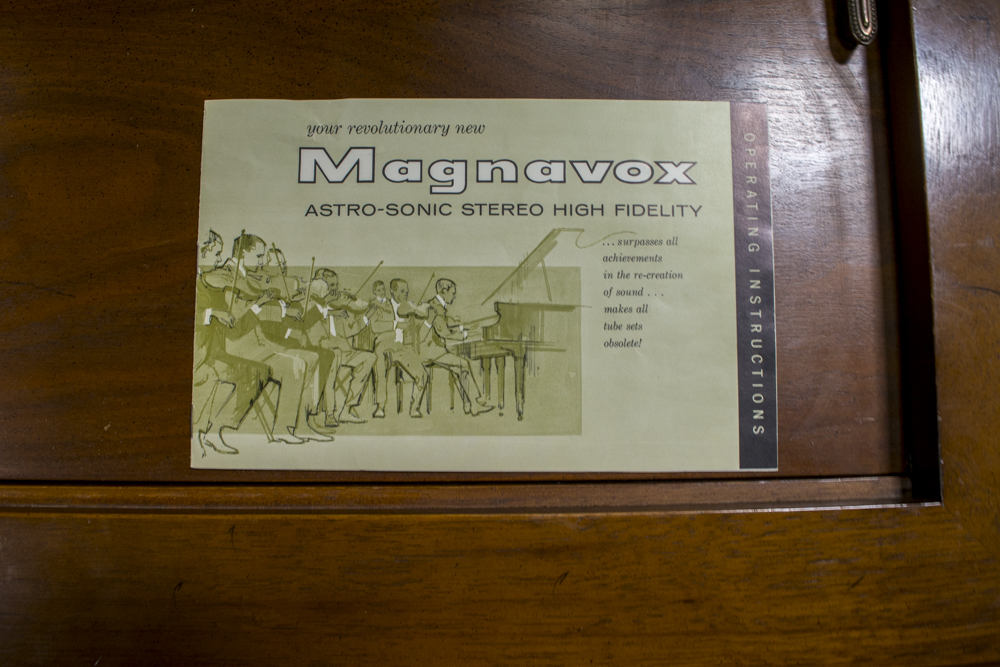 your revolutionary new
Magnavox
ASTRO-SONIC STEREO HIGH FIDELITY
... surpasses all
achievements
in the re-creation
of sound ...
makes all
tube sets
obsolete!
OPERATING INSTRUCTIONS